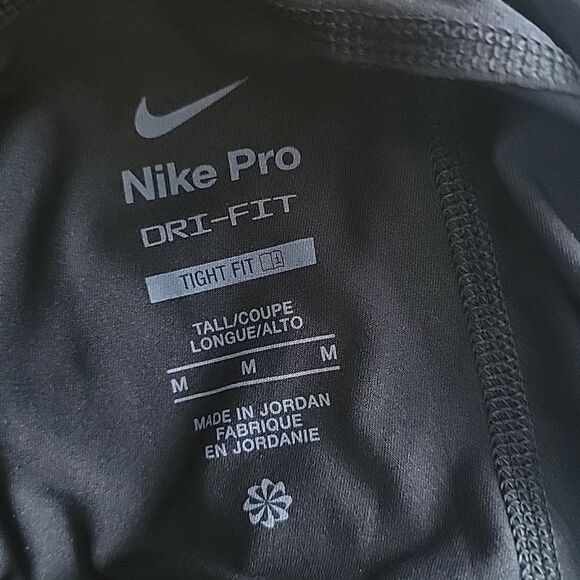 Nike Pro
DRI-FIT
TIGHT FIT
TALL/COUPE
LONGUE/ALTO
M M M
MADE IN JORDAN
FABRIQUE
EN JORDANIE